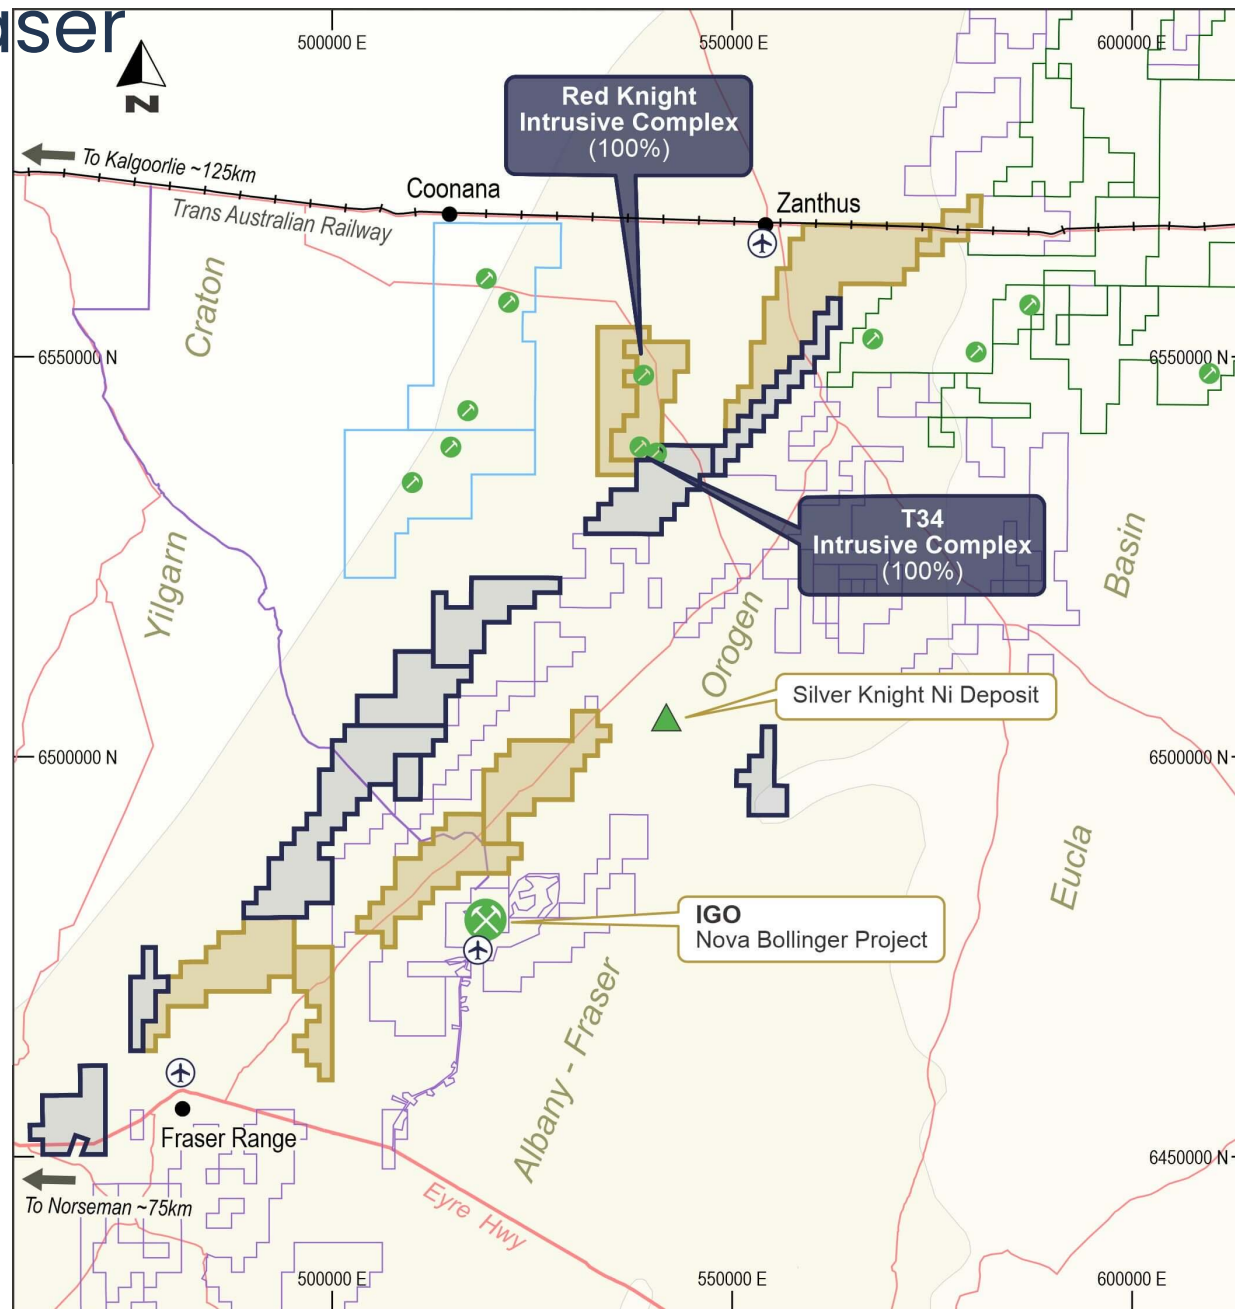 aser
500000 E
550000 E
600000 E
N
Red Knight
Intrusive Complex
(100%)
To Kalgoorlie ~125km
Coonana
Zanthus
Trans Australian Railway
Craton
6550000 N
6550000 N
T34
Intrusive Complex
(100%)
Basin
Yilgarn
Orogen
Silver Knight Ni Deposit
6500000 N
6500000 N
Eucla
IGO
Nova Bollinger Project
Albany - Fraser
Fraser Range
6450000 N
To Norseman ~75km
Eyre Hwy
500000 E
550000 E
600000 E